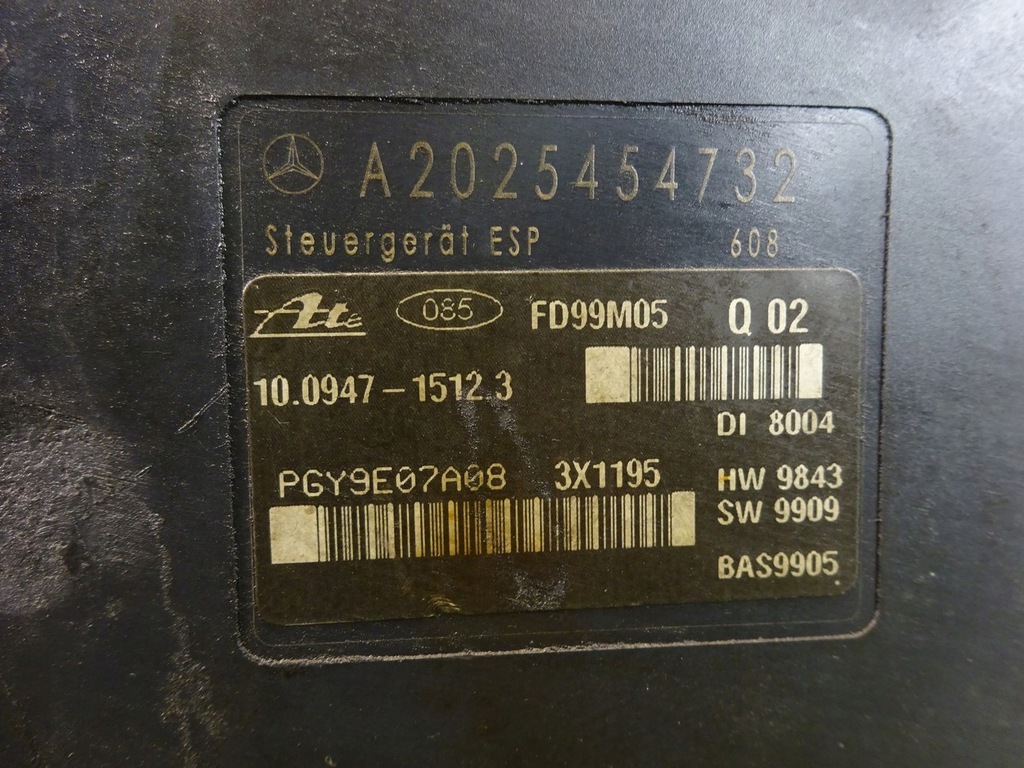 A2025454732
Steuergerät ESP 608
Ate 085 FD99M05 Q 02
10.0947-1512.3
DI 8004
PGY9E07A08 3X1195 HW 9843
SW 9909
BAS9905